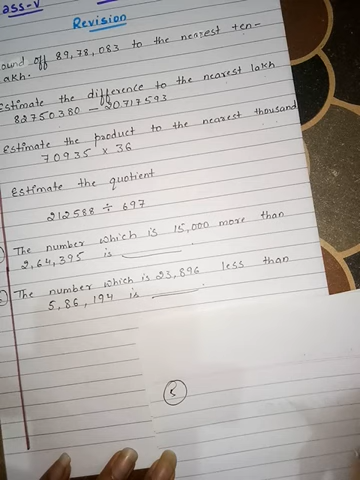 ass-V
Revision
ound off 89,78,083 to the nearest ten-
akh.
Estimate the difference to the nearest lakh
82750380 - 20717593
Estimate the product to the nearest thousand
70935 × 36
Estimate the quotient
212588 ÷ 697
The number which is 15,000 more than
2,64,395 is ______.
The number which is 23,896 less than
5,86,194 is ______.